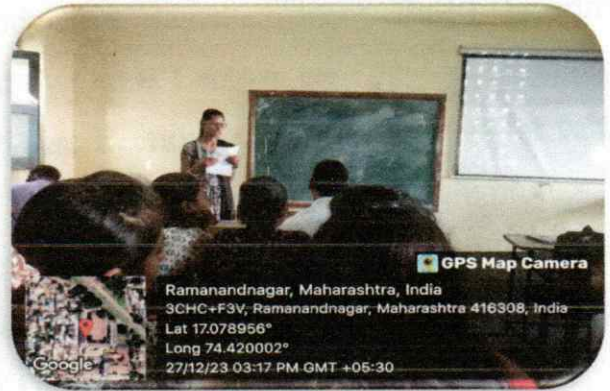 GPS Map Camera
Ramanandnagar, Maharashtra, India
3CHC+F3V, Ramanandnagar, Maharashtra 416308, India
Lat 17.078956°
Long 74.420002°
27/12/23 03:17 PM GMT +05:30
Google